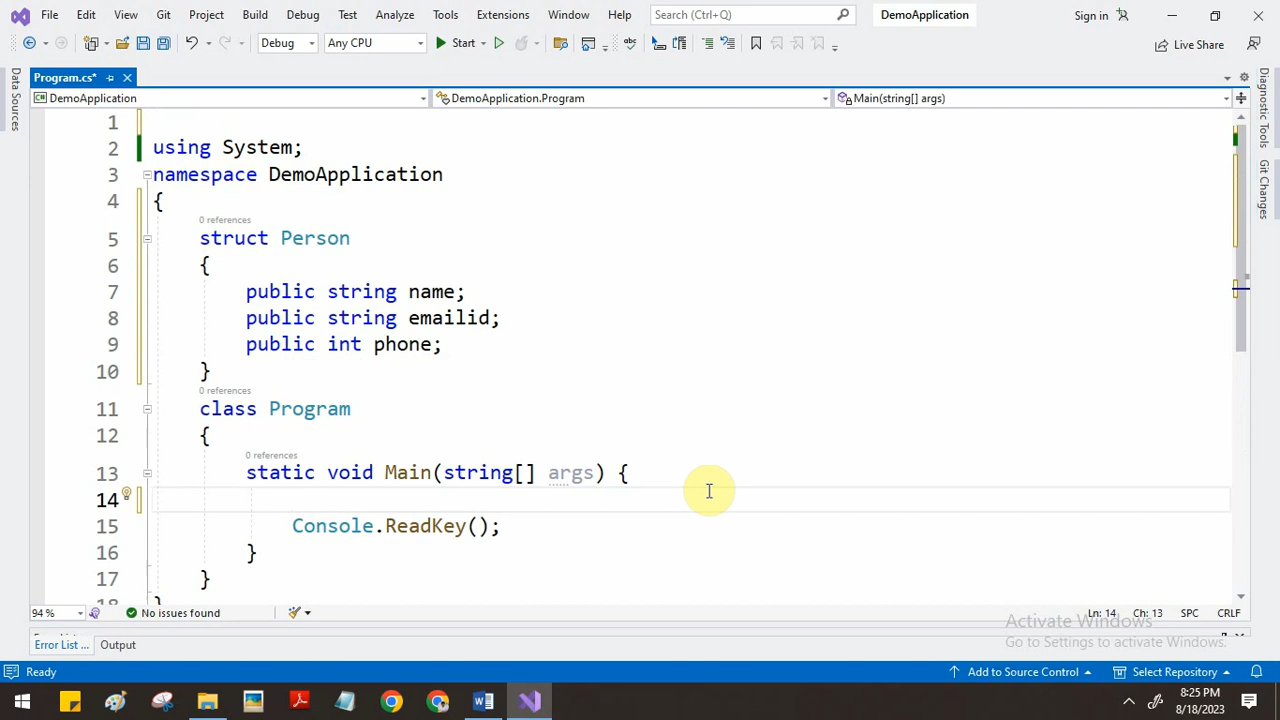 File Edit View Git Project Build Debug Test Analyze Tools Extensions Window Help Search (Ctrl+Q) DemoApplication Sign in
Debug Any CPU Start Live Share
Program.cs*
DemoApplication DemoApplication.Program Main(string[] args)
Data Sources
Diagnostic Tools
Git Changes
1
2 using System;
3 namespace DemoApplication
4 {
0 references
5 struct Person
6 {
7 public string name;
8 public string emailid;
9 public int phone;
10 }
0 references
11 class Program
12 {
0 references
13 static void Main(string[] args) {
14
15 Console.ReadKey();
16 }
17 }
18 }
94 % No issues found Ln: 14 Ch: 13 SPC CRLF
Activate Windows
Go to Settings to activate Windows.
Error List ... Output
Ready Add to Source Control Select Repository
8:25 PM
8/18/2023